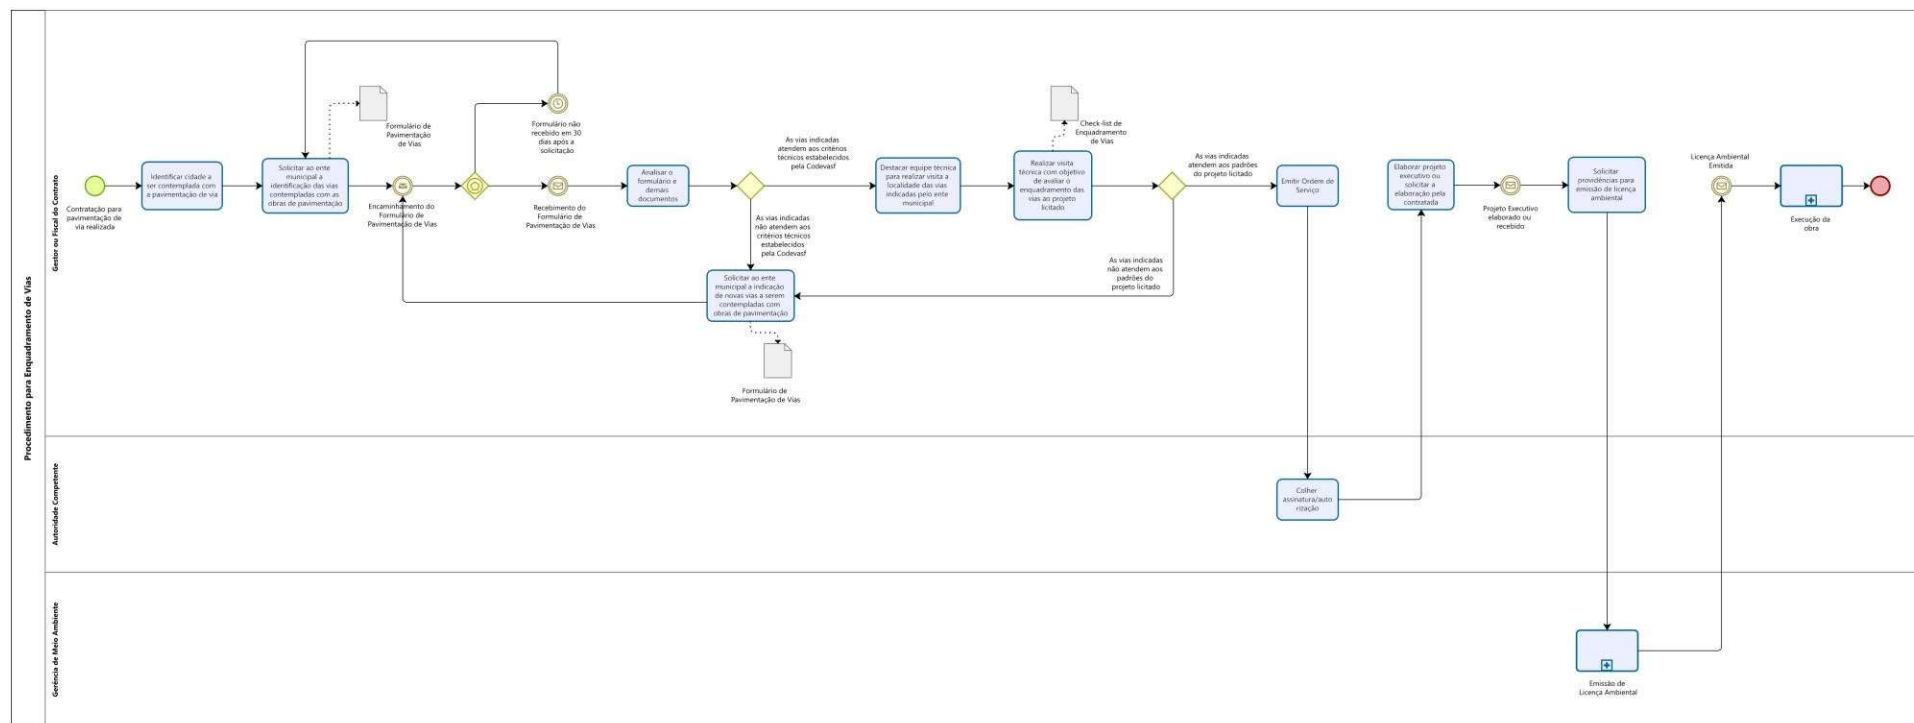 Procedimento para Enquadramento de Vias
Gestor ou Fiscal do Contrato
Contratação para
pavimentação de
via realizada
Identificar cidade a
ser contemplada com
a pavimentação de via
Solicitar ao ente
municipal a
identificação das vias
contempladas com as
obras de pavimentação
Formulário de
Pavimentação
de Vias
Encaminhamento do
Formulário de
Pavimentação de Vias
Formulário não
recebido em 30
dias após a
solicitação
Recebimento do
Formulário de
Pavimentação de Vias
Analisar o
formulário e
demais
documentos
As vias indicadas
atendem aos critérios
técnicos estabelecidos
pela Codevasf
As vias indicadas
não atendem aos
critérios técnicos
estabelecidos
pela Codevasf
Solicitar ao ente
municipal a indicação
de novas vias a serem
contempladas com
obras de pavimentação
Formulário de
Pavimentação de Vias
Destacar equipe técnica
para realizar visita a
localidade das vias
indicadas pelo ente
municipal
Realizar visita
técnica com objetivo
de avaliar o
enquadramento das
vias ao projeto
licitado
Check-list de
Enquadramento
de Vias
As vias indicadas
atendem aos padrões
do projeto licitado
As vias indicadas
não atendem aos
padrões do
projeto licitado
Emitir Ordem de
Serviço
Elaborar projeto
executivo ou
solicitar a
elaboração pela
contratada
Projeto Executivo
elaborado ou
recebido
Solicitar
providências para
emissão de licença
ambiental
Licença Ambiental
Emitida
Execução da
obra
Autoridade Competente
Colher
assinatura/auto
rização
Gerência de Meio Ambiente
Emissão de
Licença Ambiental